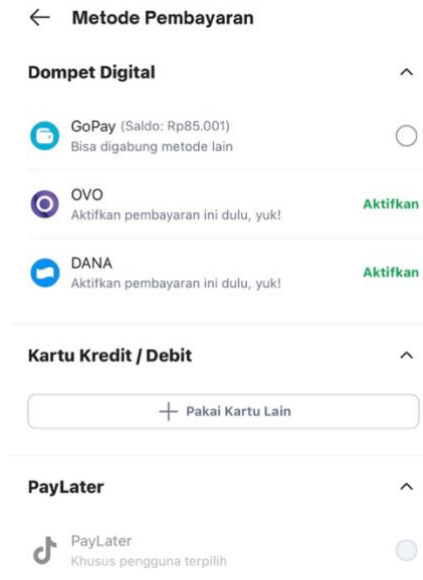 Metode Pembayaran
Dompet Digital
GoPay (Saldo: Rp85.001)
Bisa digabung metode lain
OVO
Aktifkan pembayaran ini dulu, yuk!
Aktifkan
DANA
Aktifkan pembayaran ini dulu, yuk!
Aktifkan
Kartu Kredit / Debit
Pakai Kartu Lain
PayLater
PayLater
Khusus pengguna terpilih